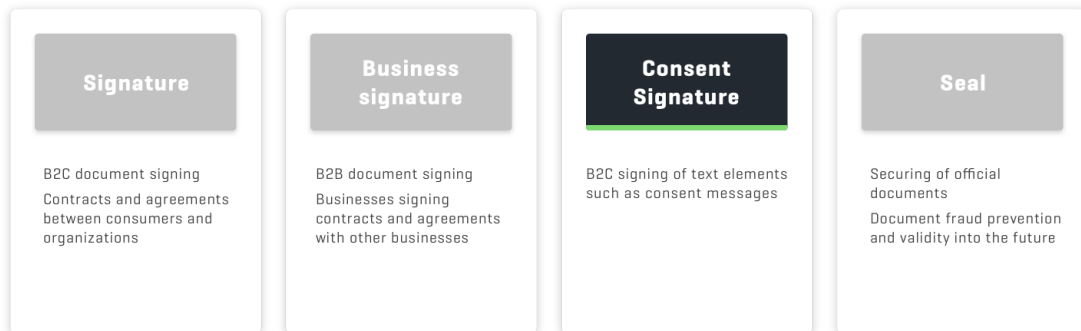 Signature
B2C document signing
Contracts and agreements
between consumers and
organizations
Business
signature
B2B document signing
Businesses signing
contracts and agreements
with other businesses
Consent
Signature
B2C signing of text elements
such as consent messages
Seal
Securing of official
documents
Document fraud prevention
and validity into the future